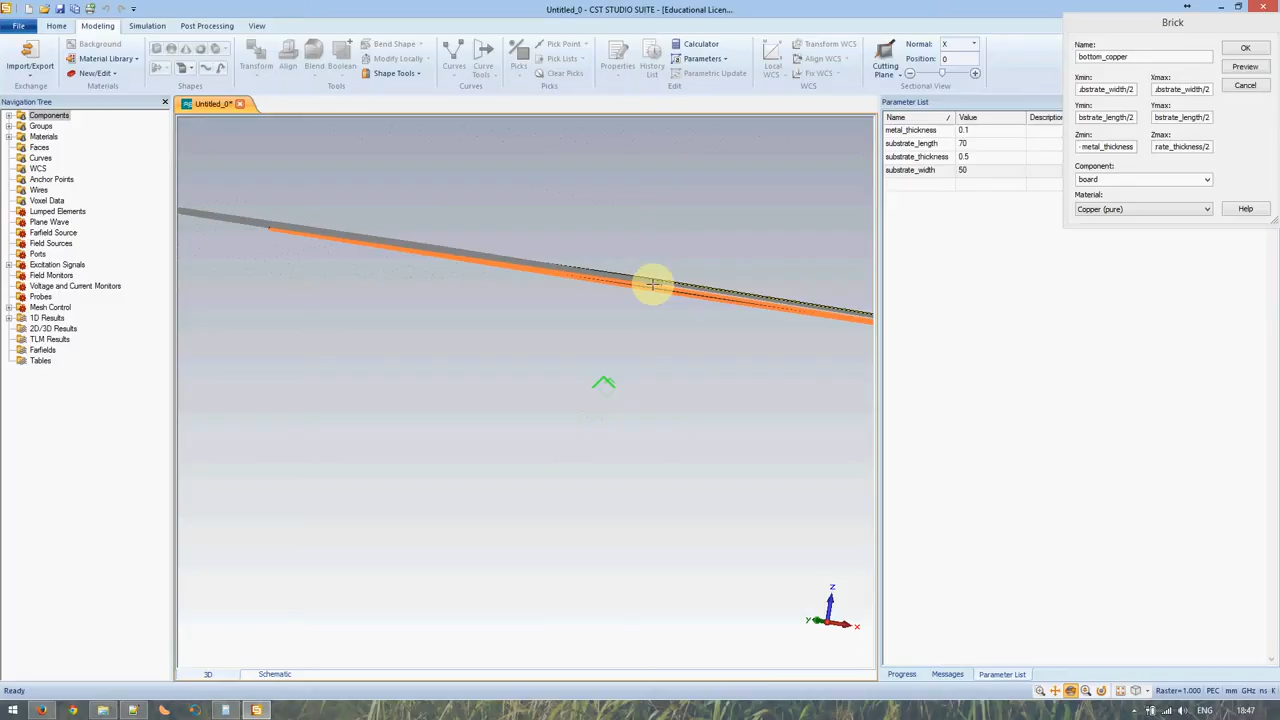 Untitled_0 - CST STUDIO SUITE - [Educational Licen...
File Home Modeling Simulation Post Processing View
Import/Export
Exchange
Background
Material Library
New/Edit
Materials
Shapes
Transform Align Blend Boolean
Bend Shape
Shape Tools
Tools
Curves Curve Tools
Curves
Picks
Pick Point
Pick Lists
Clear Picks
Picks
Properties History List
Calculator
Parameters
Parametric Update
Edit
Local WCS
Transform WCS
Align WCS
Fix WCS
WCS
Cutting Plane
Normal: X
Position: 0
Sectional View
Navigation Tree
Components
Groups
Materials
Faces
Curves
WCS
Anchor Points
Wires
Voxel Data
Lumped Elements
Plane Wave
Farfield Source
Field Sources
Ports
Excitation Signals
Field Monitors
Voltage and Current Monitors
Probes
Mesh Control
1D Results
2D/3D Results
TLM Results
Farfields
Tables
Untitled_0*
z
y
x
3D Schematic
Parameter List
Name Value Description
metal_thickness 0.1
substrate_length 70
substrate_thickness 0.5
substrate_width 50
Brick
Name:
bottom_copper
OK
Preview
Cancel
Xmin: Xmax:
ubstrate_width/2 ubstrate_width/2
Ymin: Ymax:
bstrate_length/2 bstrate_length/2
Zmin: Zmax:
- metal_thickness rate_thickness/2
Component:
board
Material:
Copper (pure)
Help
Progress Messages Parameter List
Ready
Raster=1.000 PEC mm GHz ns K
ENG 18:47